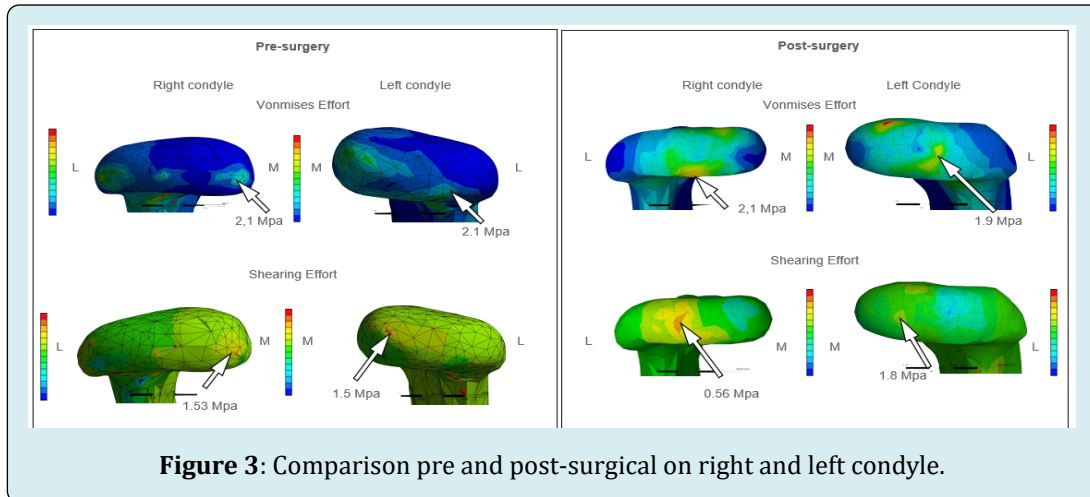 Pre-surgery
Right condyle Left condyle
Vonmises Effort
L M M L
2,1 Mpa 2.1 Mpa
Shearing Effort
L M M L
1.53 Mpa 1.5 Mpa
Post-surgery
Right condyle Left Condyle
Vonmises Effort
L M M L
2,1 Mpa 1.9 Mpa
Shearing Effort
L M M L
0.56 Mpa 1.8 Mpa
Figure 3: Comparison pre and post-surgical on right and left condyle.